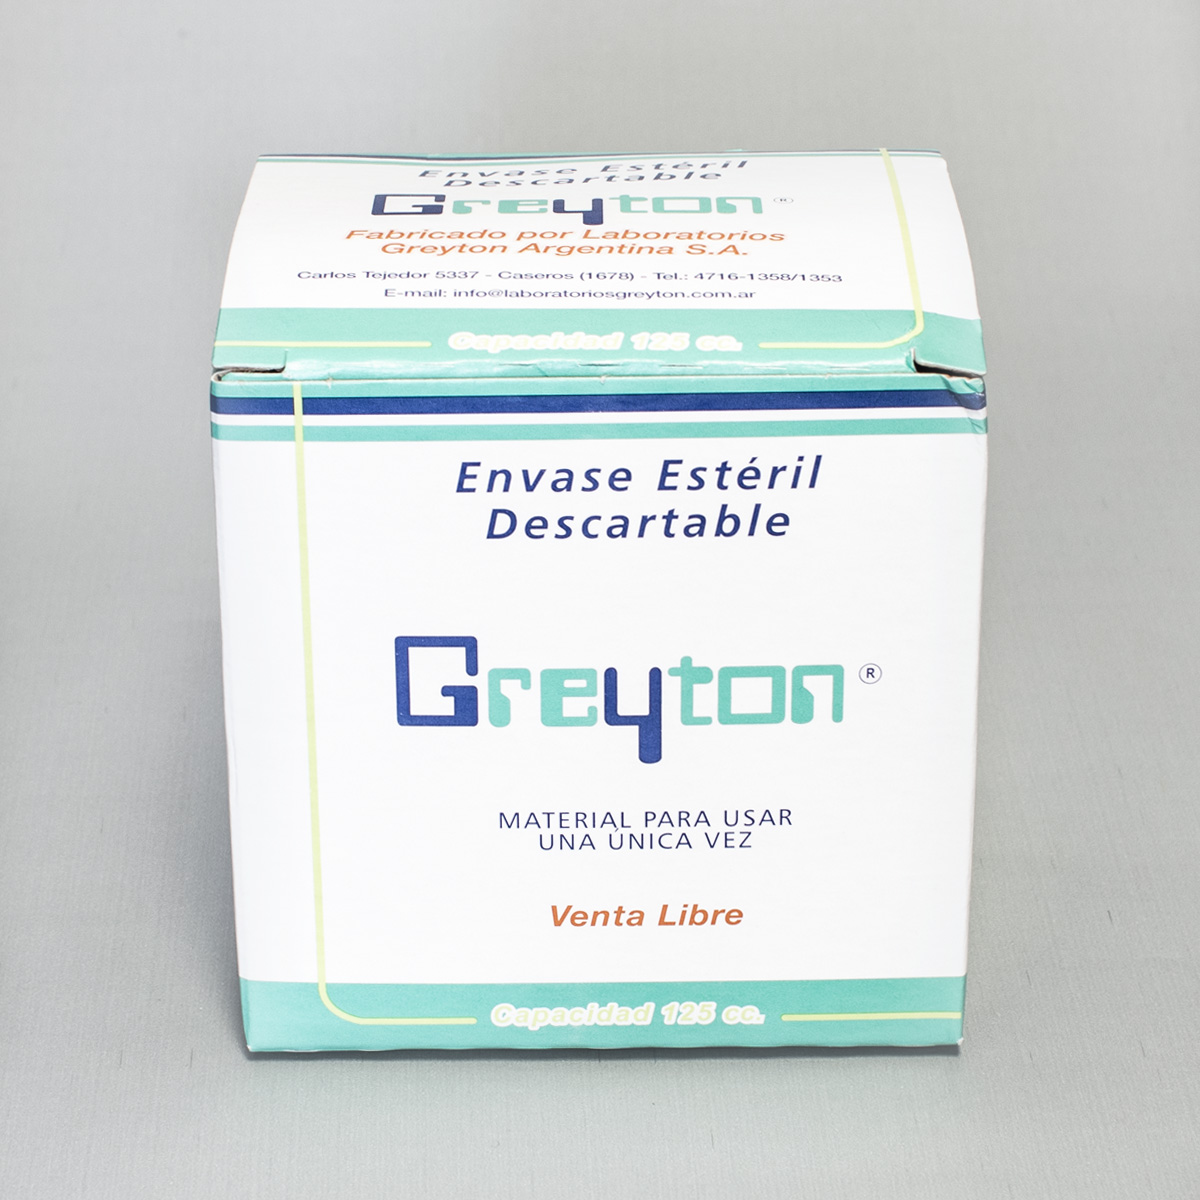 Envase Estéril
Descartable
Greyton ®
Fabricado por Laboratorios
Greyton Argentina S.A.
Carlos Tejedor 5337 - Caseros (1678) - Tel.: 4716-1358/1353
E-mail: info@laboratoriosgreyton.com.ar
Capacidad 125 cc.
Envase Estéril
Descartable
Greyton ®
MATERIAL PARA USAR
UNA ÚNICA VEZ
Venta Libre
Capacidad 125 cc.